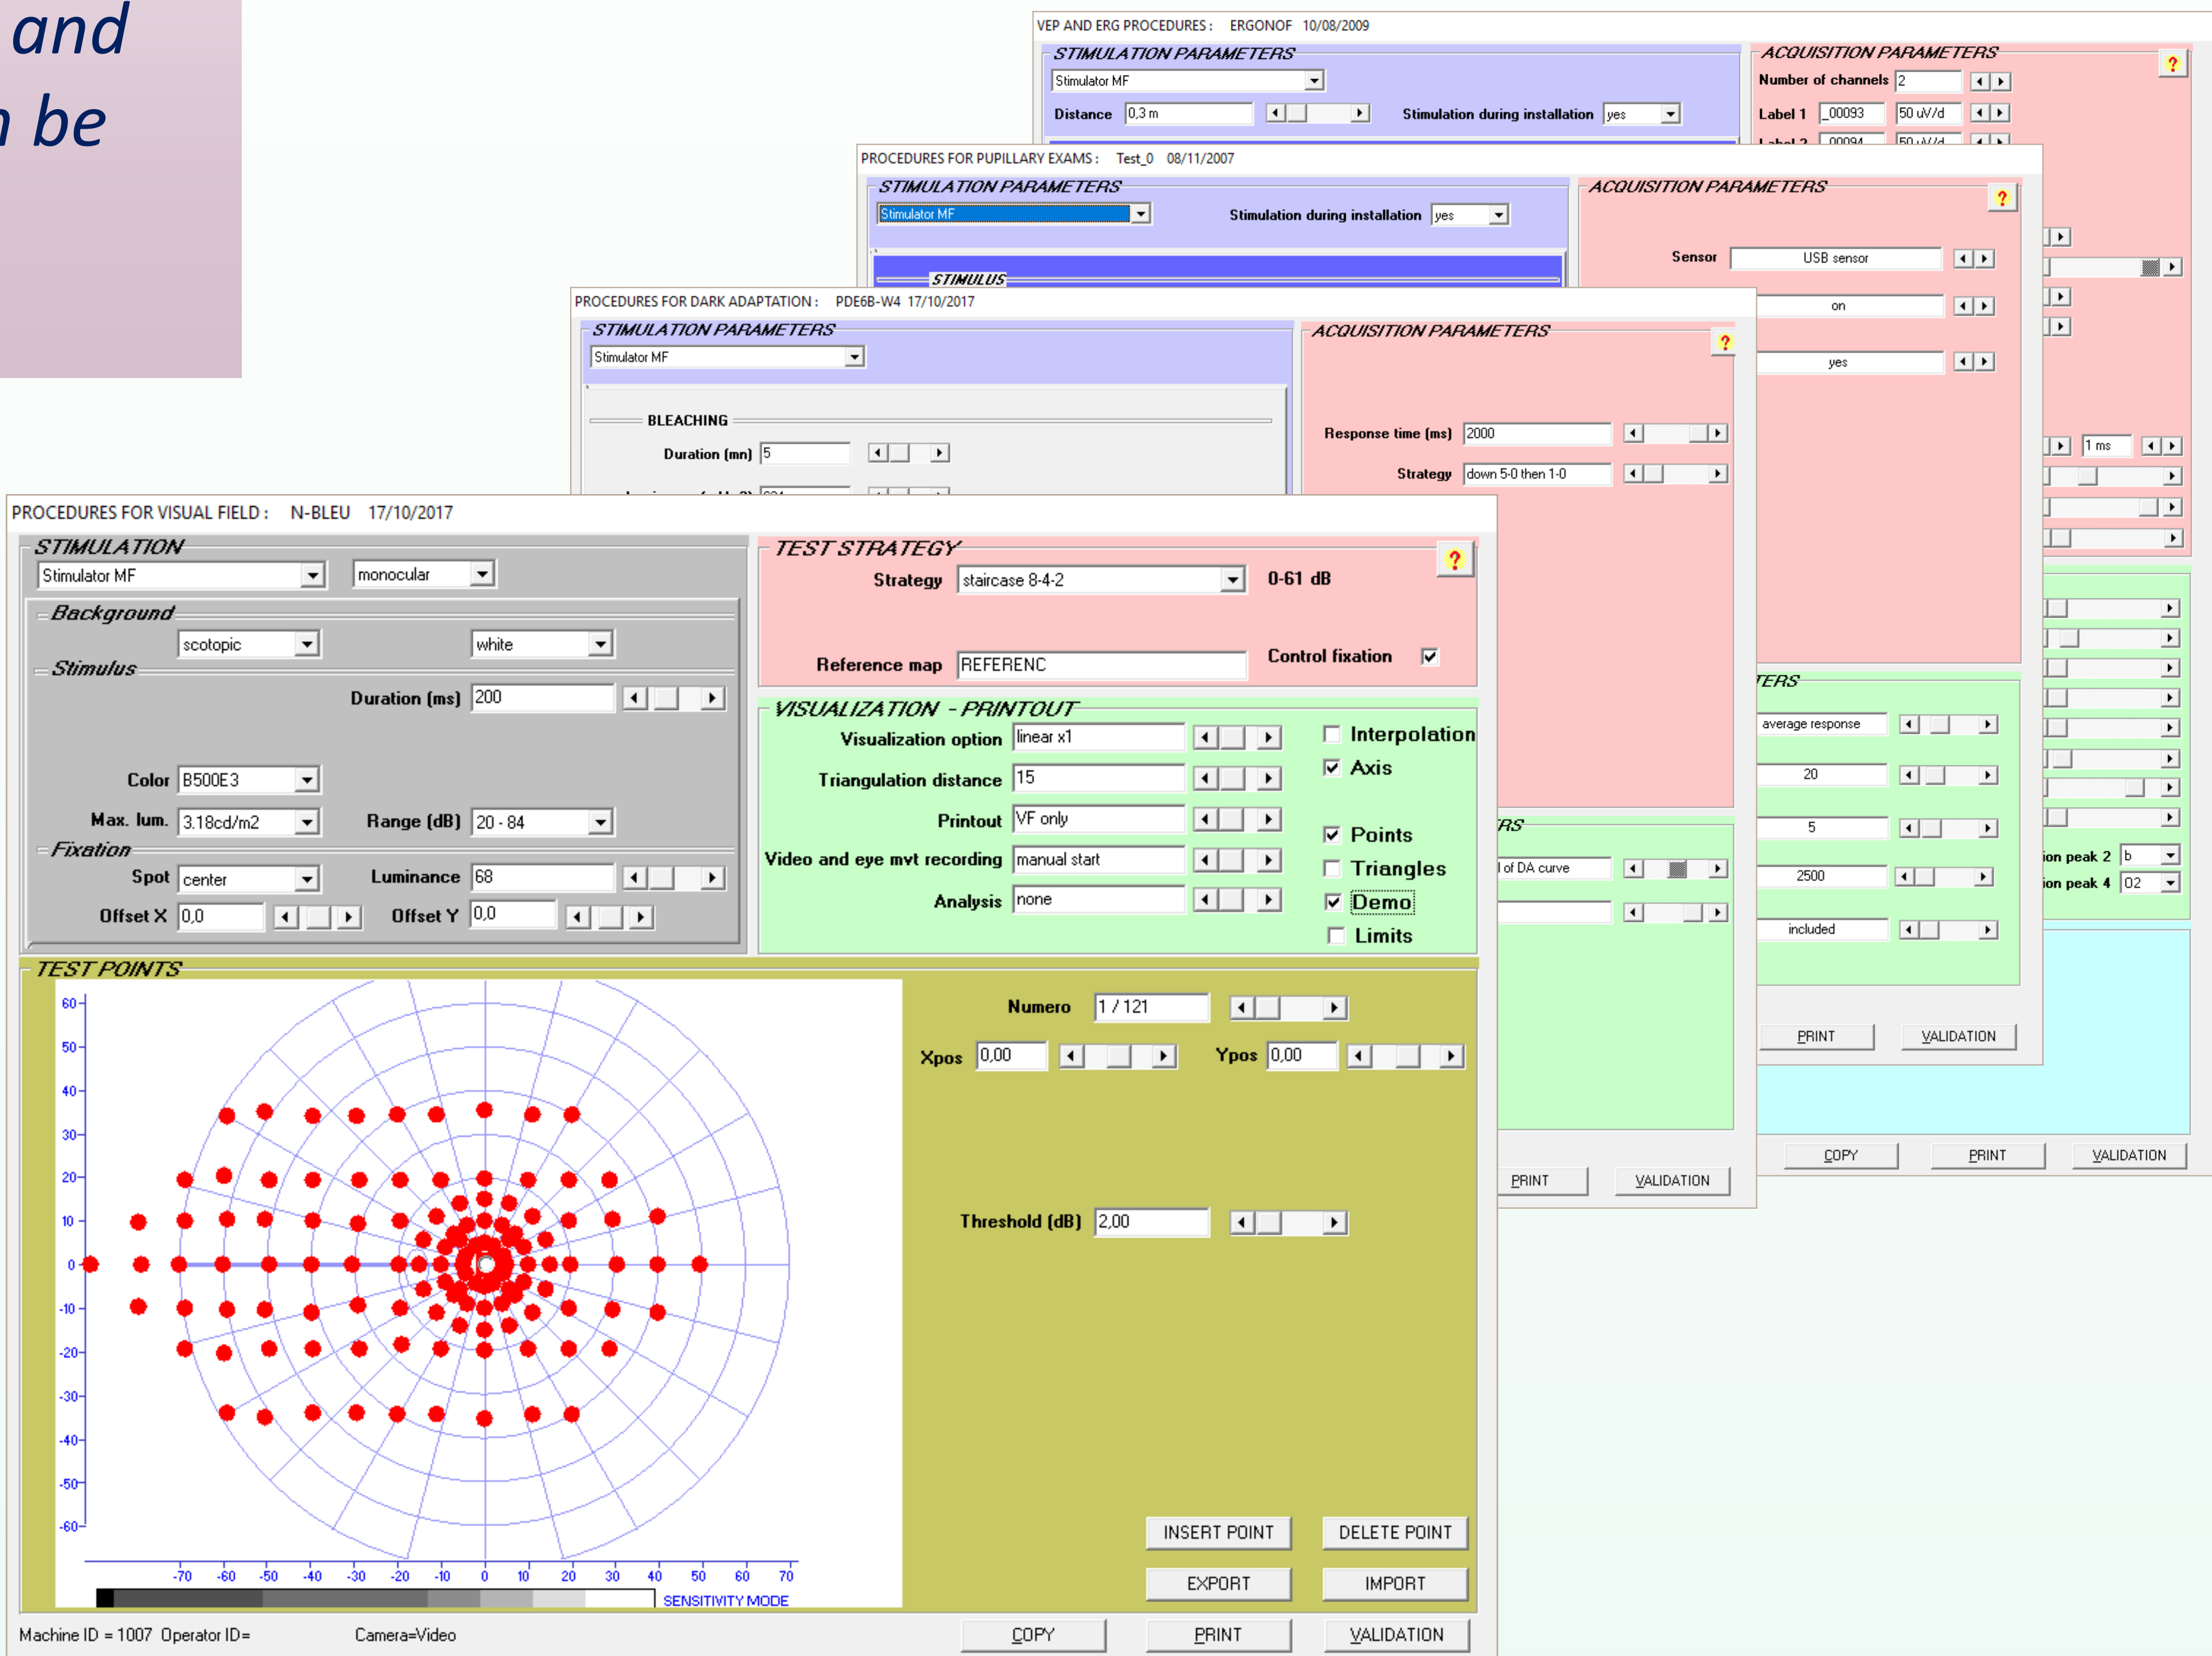 and
be
VEP AND ERG PROCEDURES : ERGONOF 10/08/2009
STIMULATION PARAMETERS
Stimulator MF
Distance 0,3 m Stimulation during installation yes
ACQUISITION PARAMETERS
?
Number of channels 2
Label 1 _00093 50 uV/d
Label 2 _00094 50 uV/d
1 ms
ion peak 2 b
ion peak 4 02
COPY PRINT VALIDATION
PROCEDURES FOR PUPILLARY EXAMS : Test_0 08/11/2007
STIMULATION PARAMETERS
Stimulator MF Stimulation during installation yes
STIMULUS
ACQUISITION PARAMETERS
?
Sensor USB sensor
on
yes
TERS
average response
20
5
2500
included
PRINT VALIDATION
PROCEDURES FOR DARK ADAPTATION : PDE6B-W4 17/10/2017
STIMULATION PARAMETERS
Stimulator MF
BLEACHING
Duration (mn) 5
ACQUISITION PARAMETERS
?
Response time (ms) 2000
Strategy down 5-0 then 1-0
RS
of DA curve
PRINT VALIDATION
PROCEDURES FOR VISUAL FIELD : N-BLEU 17/10/2017
STIMULATION
Stimulator MF monocular
Background
scotopic white
Stimulus
Duration (ms) 200
Color B500E3
Max. lum. 3.18cd/m2 Range (dB) 20 - 84
Fixation
Spot center Luminance 68
Offset X 0,0 Offset Y 0,0
TEST STRATEGY
?
Strategy staircase 8-4-2 0-61 dB
Reference map REFERENC Control fixation
VISUALIZATION - PRINTOUT
Visualization option linear x1 Interpolation
Triangulation distance 15 Axis
Printout VF only Points
Video and eye mvt recording manual start Triangles
Analysis none Demo
Limits
TEST POINTS
60
50
40
30
20
10
0
-10
-20
-30
-40
-50
-60
-70 -60 -50 -40 -30 -20 -10 0 10 20 30 40 50 60 70
SENSITIVITY MODE
Numero 1 / 121
Xpos 0,00 Ypos 0,00
Threshold (dB) 2,00
INSERT POINT DELETE POINT
EXPORT IMPORT
Machine ID = 1007 Operator ID= Camera=Video
COPY PRINT VALIDATION